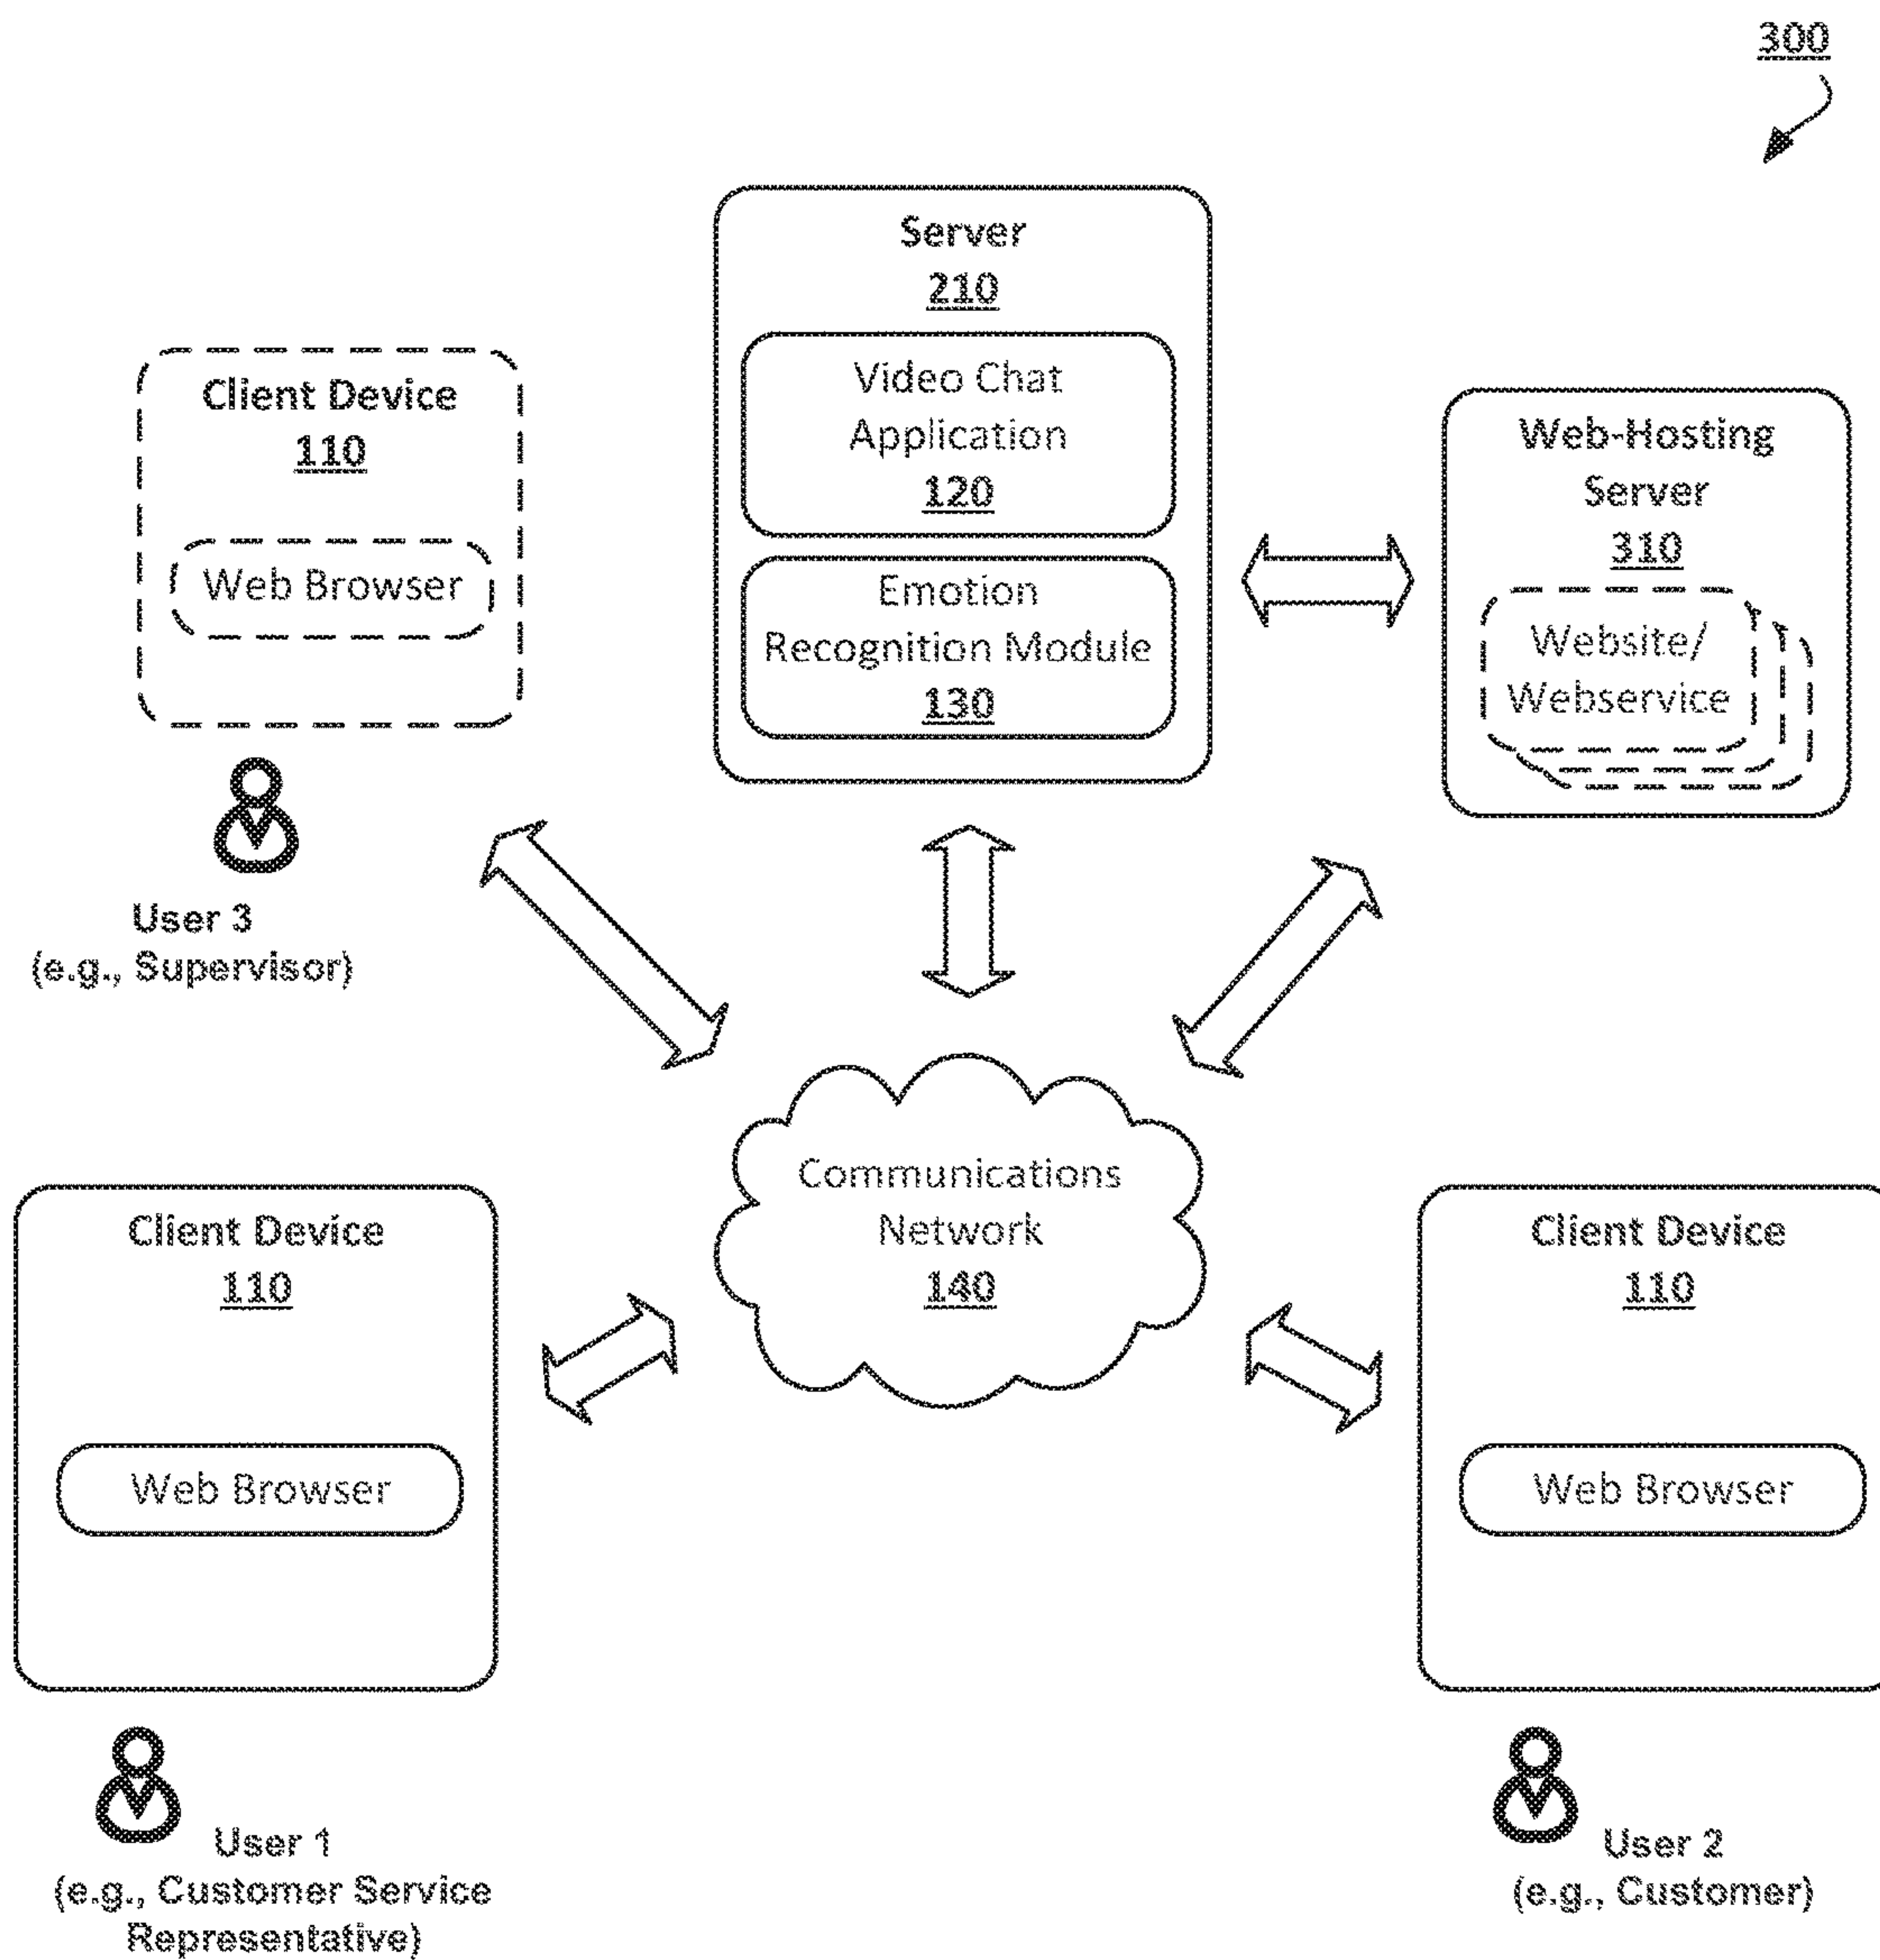 300
Server
210
Video Chat
Application
120
Emotion
Recognition Module
130
Client Device
110
Web Browser
User 3
(e.g., Supervisor)
Web-Hosting
Server
310
Website/
Webservice
Communications
Network
140
Client Device
110
Web Browser
User 1
(e.g., Customer Service
Representative)
Client Device
110
Web Browser
User 2
(e.g., Customer)